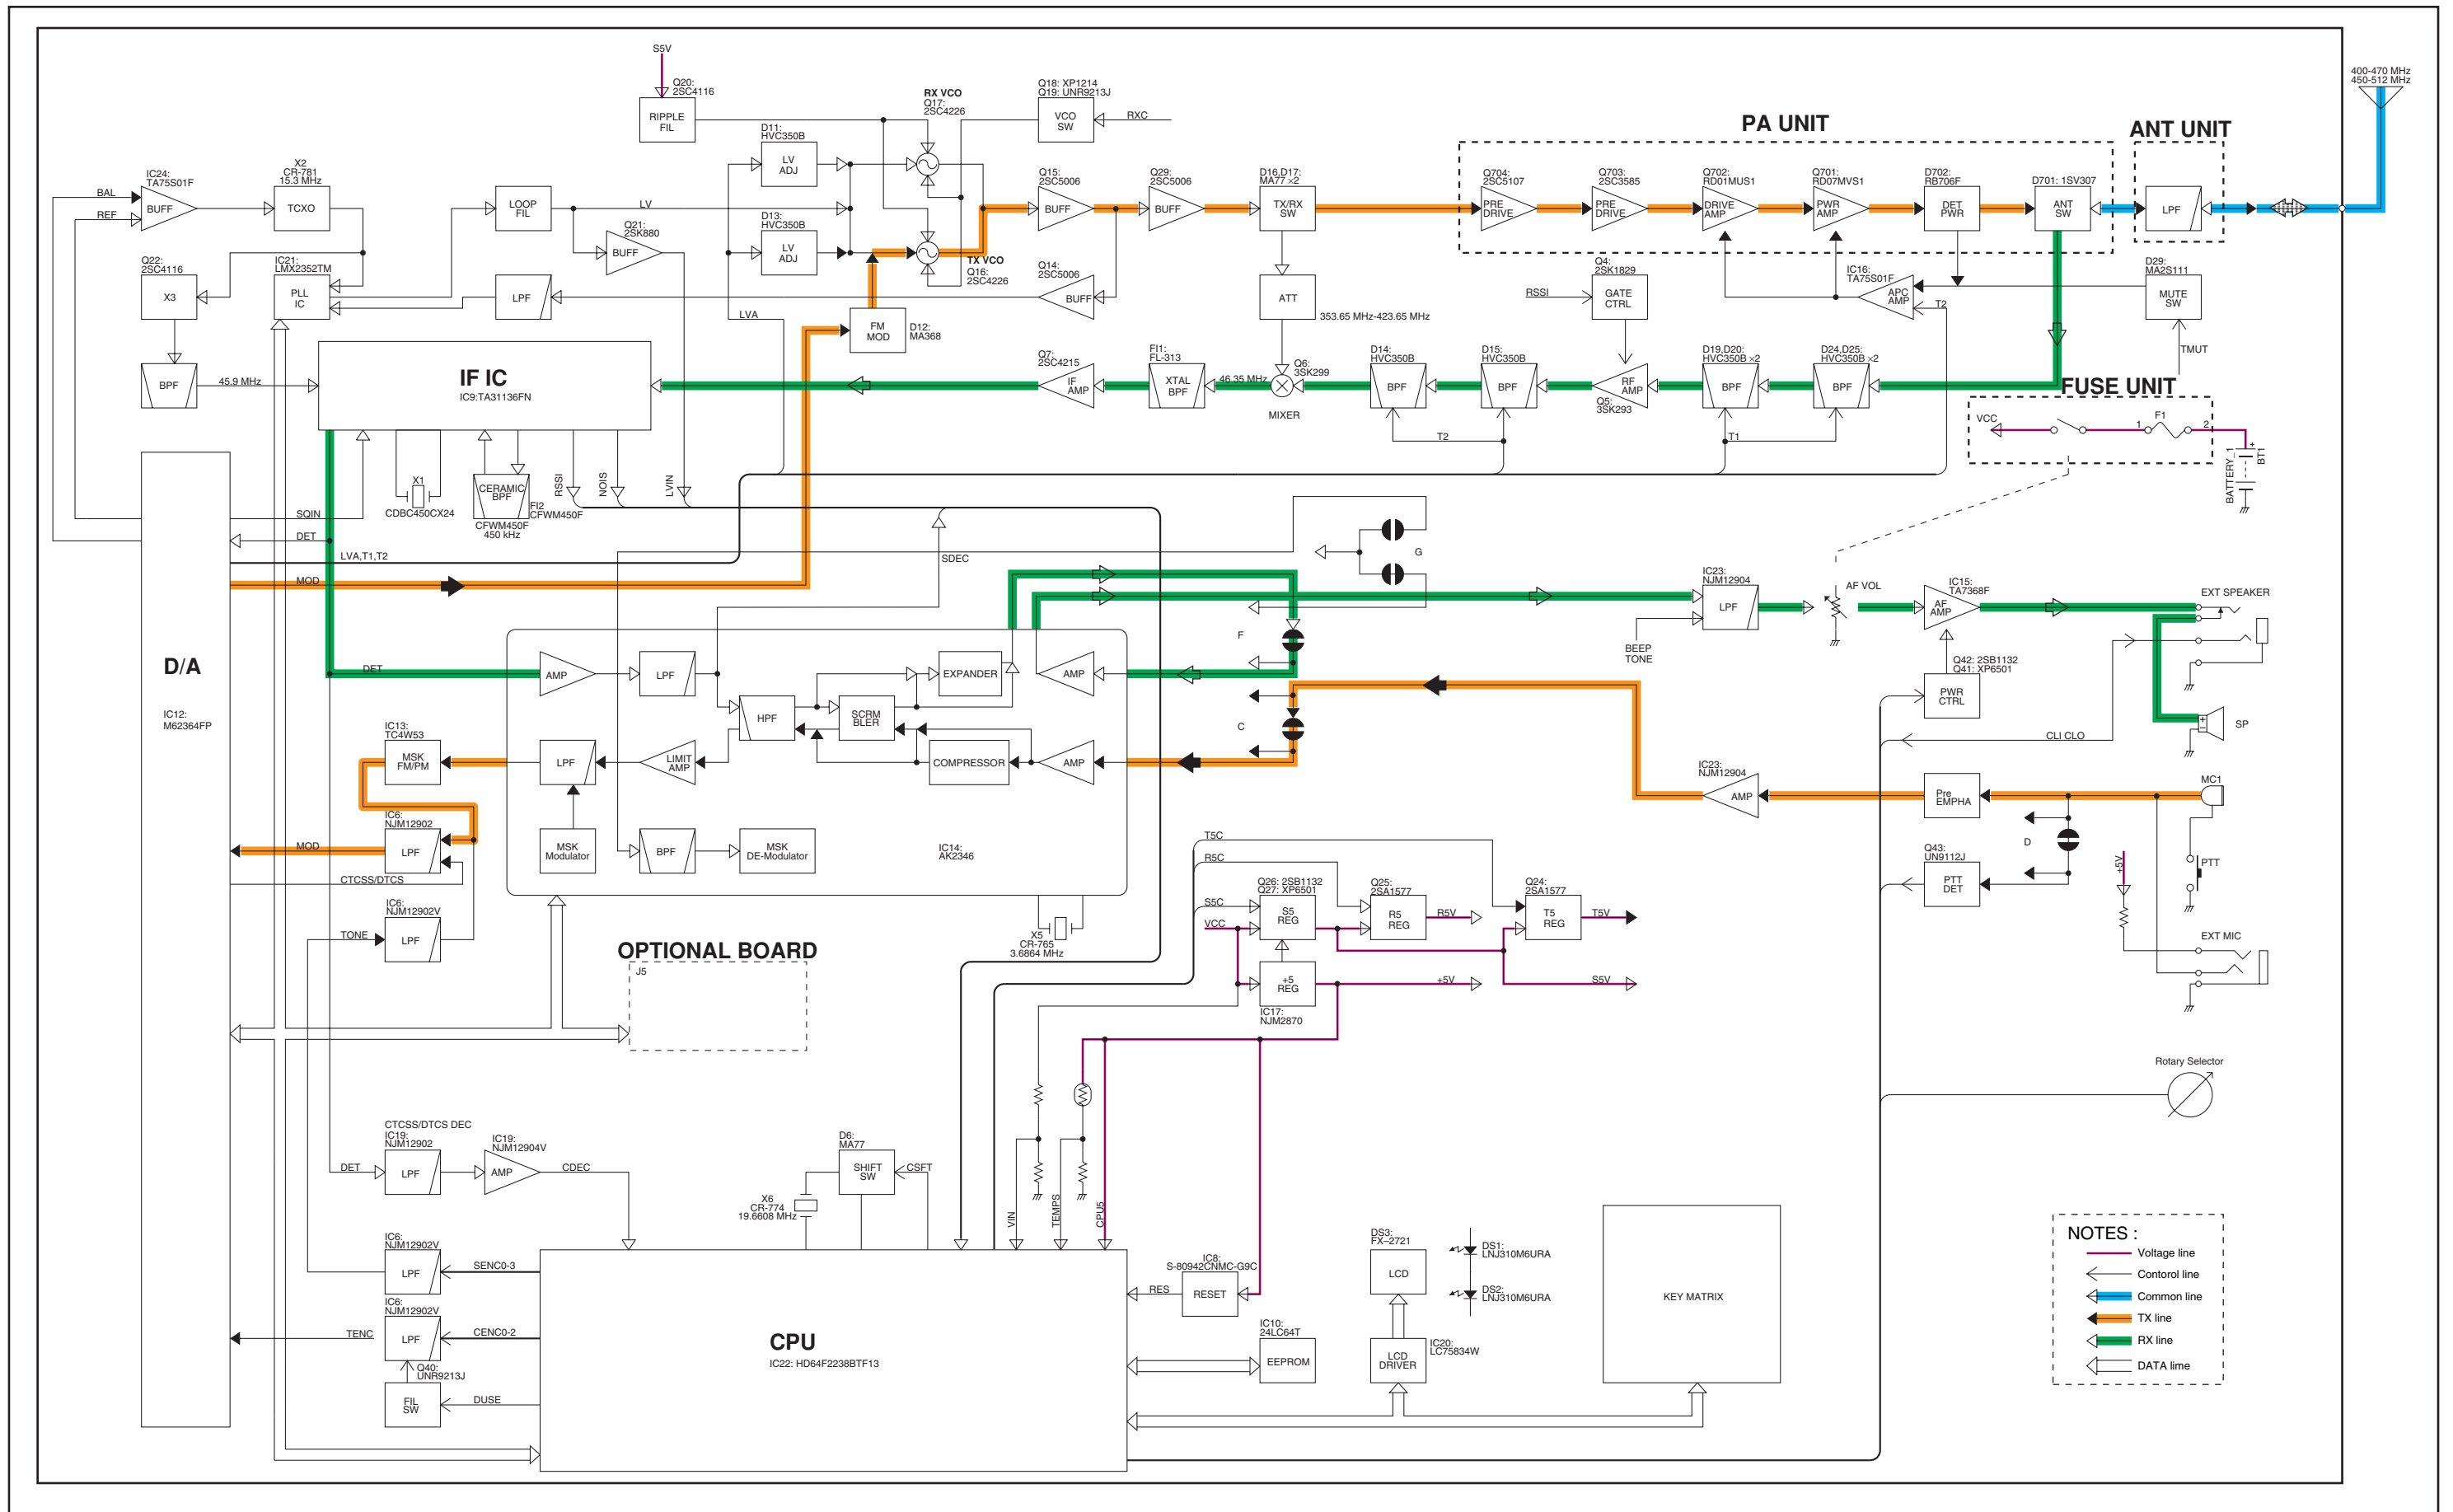 S5V
Q20:
2SC4116
RIPPLE
FIL
RX VCO
Q17:
2SC4226
Q18: XP1214
Q19: UNR9213J
VCO
SW
RXC
400-470 MHz
450-512 MHz
PA UNIT
ANT UNIT
D11:
HVC350B
LV
ADJ
IC24:
TA75S01F
BAL
REF
BUFF
X2
CR-781
15.3 MHz
TCXO
LOOP
FIL
LV
Q21:
2SK880
BUFF
D13:
HVC350B
LV
ADJ
TX VCO
Q16:
2SC4226
Q15:
2SC5006
BUFF
Q29:
2SC5006
BUFF
D16,D17:
MA77 ×2
TX/RX
SW
Q704:
2SC5107
PRE
DRIVE
Q703:
2SC3585
PRE
DRIVE
Q702:
RD01MUS1
DRIVE
AMP
Q701:
RD07MVS1
PWR
AMP
D702:
RB706F
DET
PWR
D701: 1SV307
ANT
SW
LPF
Q22:
2SC4116
X3
IC21:
LMX2352TM
PLL
IC
LPF
Q14:
2SC5006
BUFF
LVA
FM
MOD
D12:
MA368
ATT
353.65 MHz-423.65 MHz
Q4:
2SK1829
RSSI
GATE
CTRL
IC16:
TA75S01F
APC
AMP
T2
D29:
MA2S111
MUTE
SW
TMUT
BPF
45.9 MHz
IF IC
IC9:TA31136FN
Q7:
2SC4215
IF
AMP
FI1:
FL-313
XTAL
BPF
46.35 MHz
Q6:
3SK299
MIXER
D14:
HVC350B
BPF
D15:
HVC350B
BPF
RF
AMP
Q5:
3SK293
D19,D20:
HVC350B ×2
BPF
D24,D25:
HVC350B ×2
BPF
T2
T1
FUSE UNIT
VCC
1
F1
2
BATTERY_1
+
BT1
X1
CDBC450CX24
CERAMIC
BPF
FI2
CFWM450F
CFWM450F
450 kHz
RSSI
NOIS
LVIN
SQIN
DET
LVA,T1,T2
MOD
SDEC
G
D/A
IC12:
M62364FP
DET
AMP
LPF
HPF
SCRM
BLER
EXPANDER
AMP
F
C
IC23:
NJM12904
LPF
BEEP
TONE
AF VOL
IC15:
TA7368F
AF
AMP
EXT SPEAKER
Q42: 2SB1132
Q41: XP6501
PWR
CTRL
+
−
SP
CLI CLO
IC13:
TC4W53
MSK
FM/PM
LPF
LIMIT
AMP
COMPRESSOR
AMP
IC23:
NJM12904
AMP
Pre
EMPHA
MC1
IC6:
NJM12902
MOD
LPF
CTCSS/DTCS
MSK
Modulator
BPF
MSK
DE-Modulator
IC14:
AK2346
D
Q43:
UN9112J
PTT
DET
+5V
PTT
EXT MIC
IC6:
NJM12902V
TONE
LPF
OPTIONAL BOARD
J5
X5
CR-765
3.6864 MHz
T5C
R5C
S5C
VCC
Q26: 2SB1132
Q27: XP6501
S5
REG
Q25:
2SA1577
R5
REG
R5V
Q24:
2SA1577
T5
REG
T5V
+5
REG
+5V
S5V
IC17:
NJM2870
Rotary Selector
CTCSS/DTCS DEC
IC19:
NJM12902
DET
LPF
IC19:
NJM12904V
AMP
CDEC
D6:
MA77
SHIFT
SW
CSFT
X6
CR-774
19.6608 MHz
VIN
TEMPS
CPU5
IC6:
NJM12902V
LPF
SENC0-3
IC6:
NJM12902V
TENC
LPF
CENC0-2
Q40:
UNR9213J
FIL
SW
DUSE
CPU
IC22: HD64F2238BTF13
IC8:
S-80942CNMC-G9C
RES
RESET
IC10:
24LC64T
EEPROM
DS3:
FX−2721
LCD
LCD
DRIVER
IC20:
LC75834W
DS1:
LNJ310M6URA
DS2:
LNJ310M6URA
KEY MATRIX
NOTES :
Voltage line
Contorol line
Common line
TX line
RX line
DATA lime